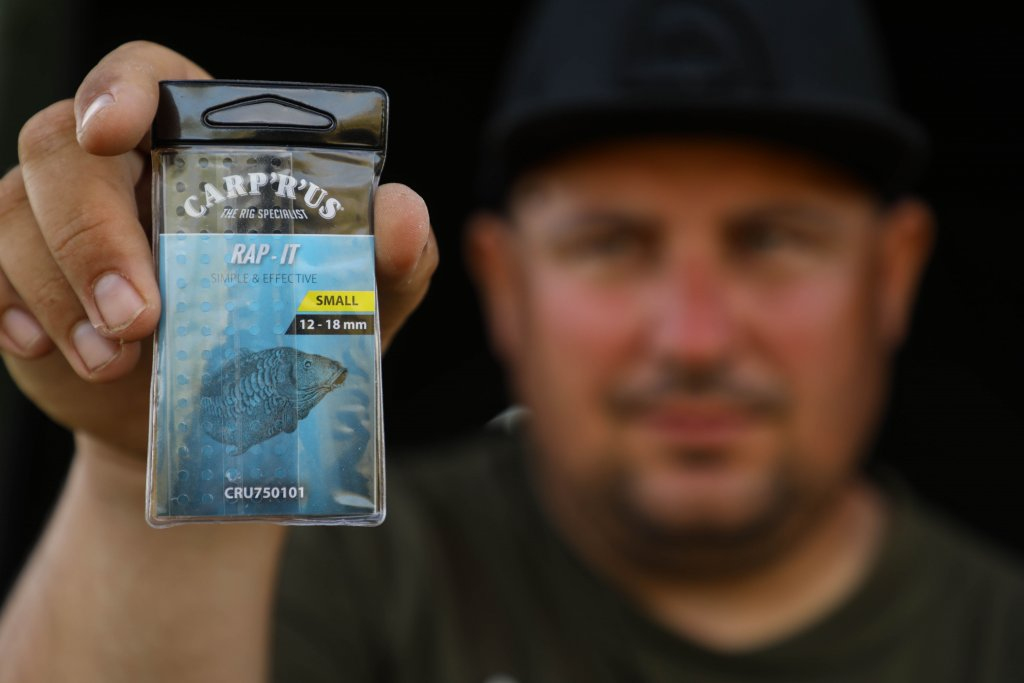 CARP'R'US
THE RIG SPECIALIST
RAP-IT
SIMPLE & EFFECTIVE
SMALL
12 - 18 mm
CRU750101